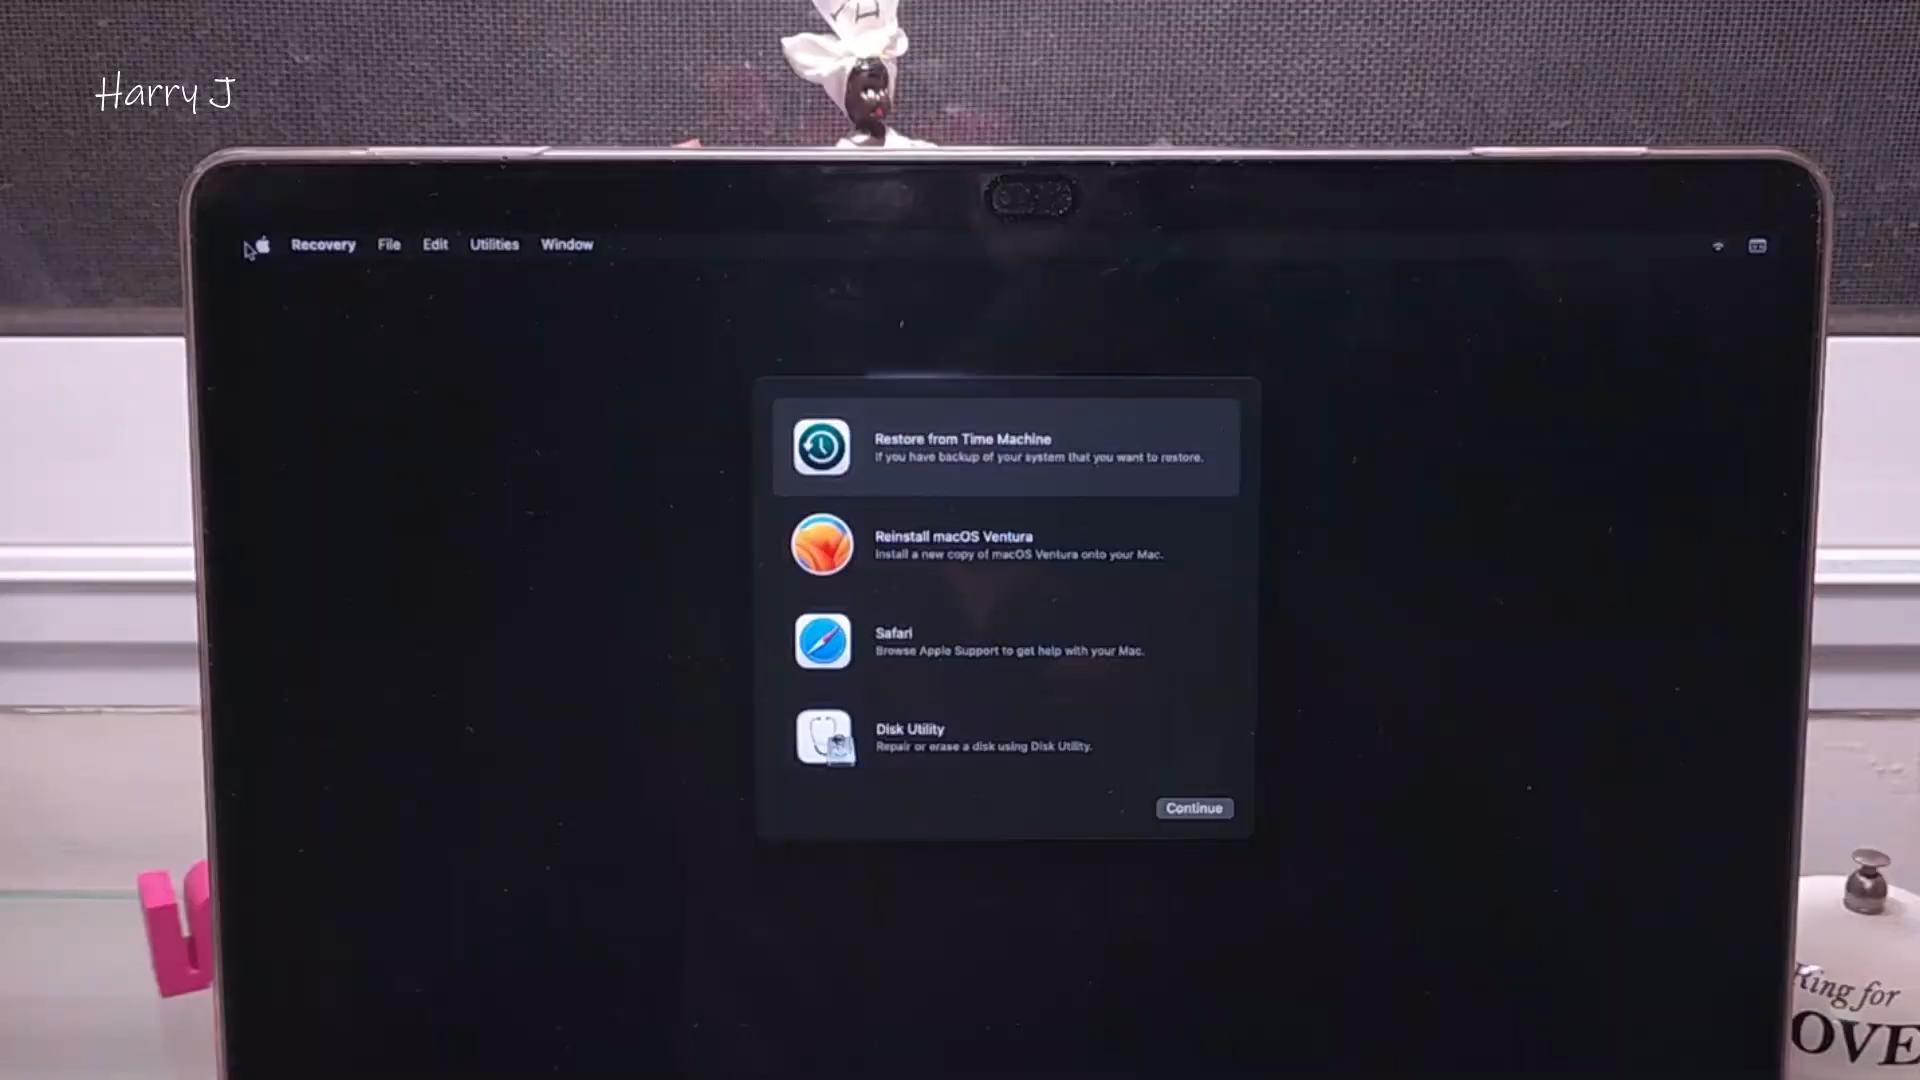 Harry J
Recovery File Edit Utilities Window
Restore from Time Machine
If you have backup of your system that you want to restore.
Reinstall macOS Ventura
Install a new copy of macOS Ventura onto your Mac.
Safari
Browse Apple Support to get help with your Mac.
Disk Utility
Repair or erase a disk using Disk Utility.
Continue
Ring for
OVE